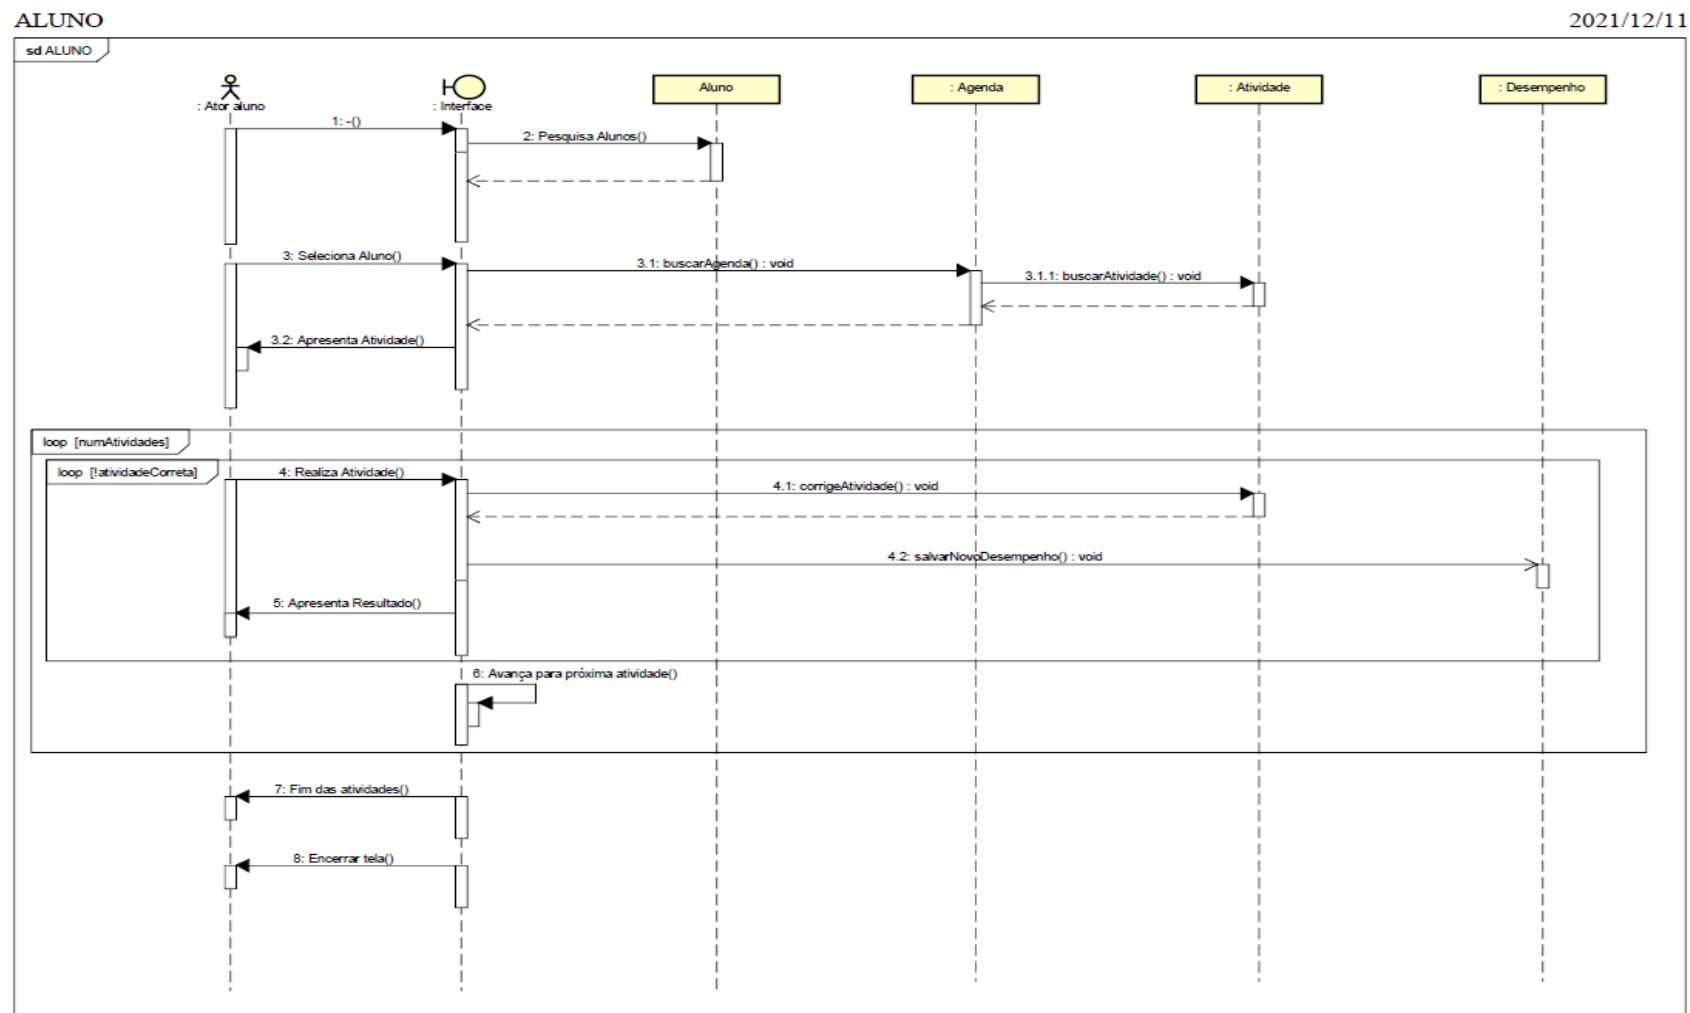 ALUNO
2021/12/11
sd ALUNO
: Ator aluno
: Interface
Aluno
: Agenda
: Atividade
: Desempenho
1: -()
2: Pesquisa Alunos()
3: Seleciona Aluno()
3.1: buscarAgenda() : void
3.1.1: buscarAtividade() : void
3.2: Apresenta Atividade()
loop [numAtividades]
loop [!atividadeCorreta]
4: Realiza Atividade()
4.1: corrigeAtividade() : void
4.2: salvarNovoDesempenho() : void
5: Apresenta Resultado()
6: Avança para próxima atividade()
7: Fim das atividades()
8: Encerrar tela()